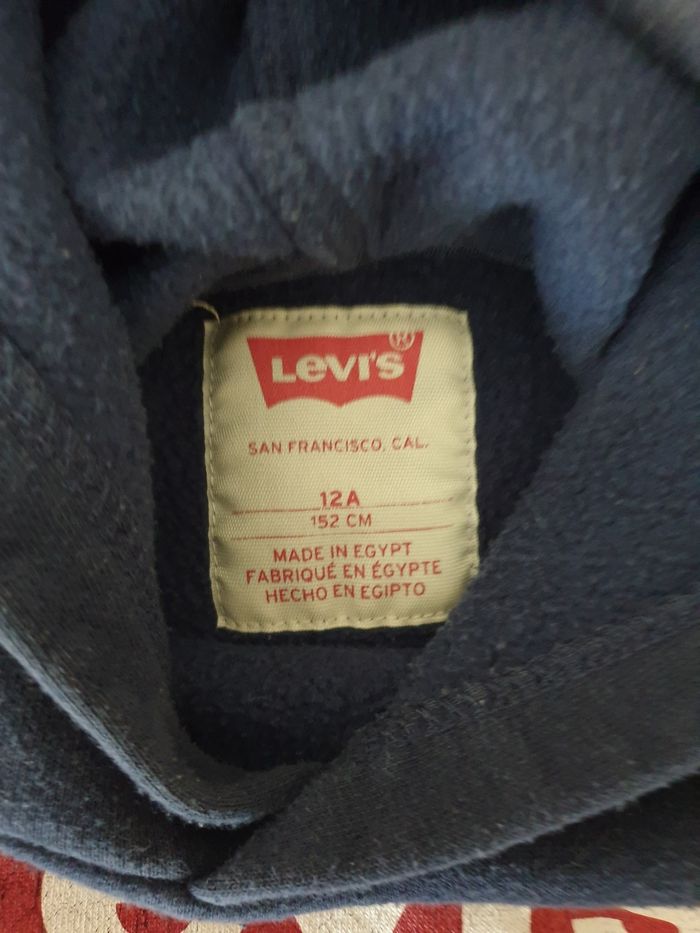 Levi's ®
SAN FRANCISCO, CAL.
12A
152 CM
MADE IN EGYPT
FABRIQUÉ EN ÉGYPTE
HECHO EN EGIPTO